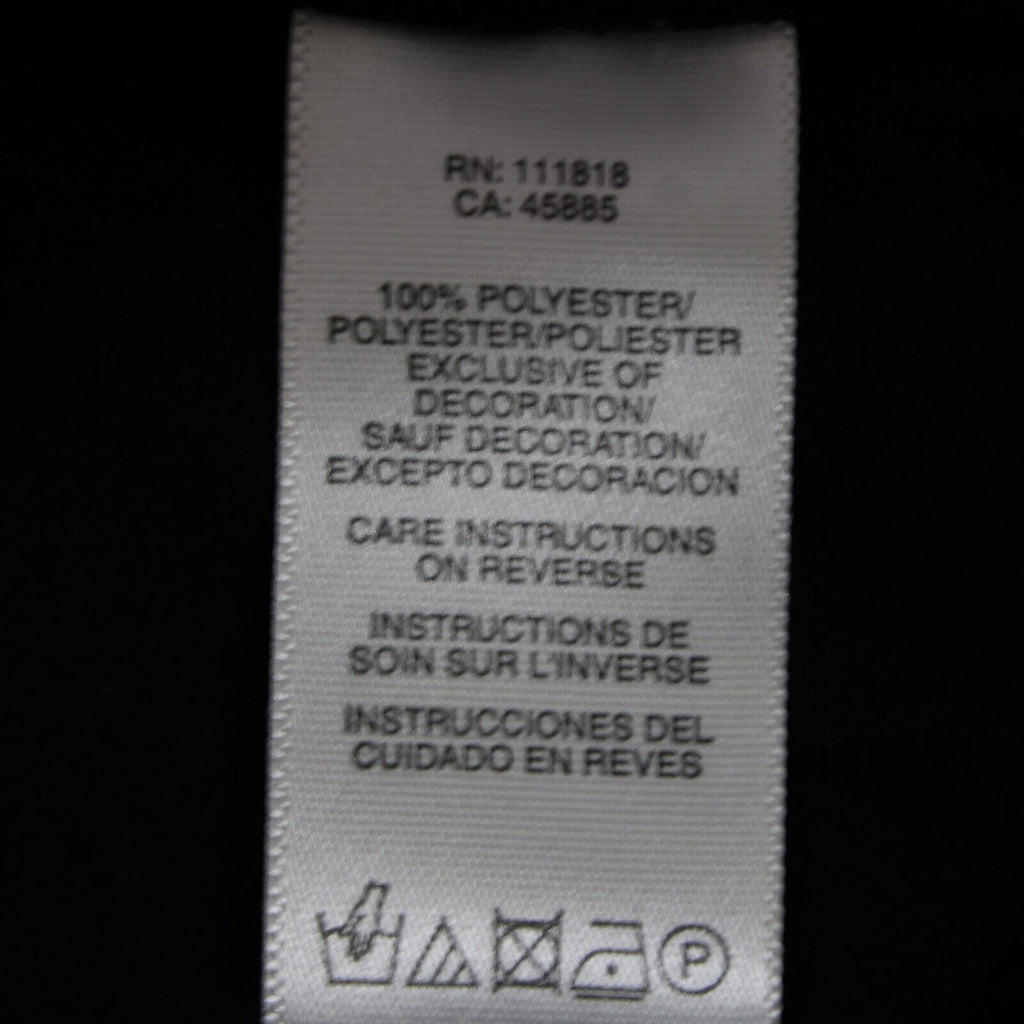 RN: 111818
CA: 45885
100% POLYESTER/
POLYESTER/POLIESTER
EXCLUSIVE OF
DECORATION/
SAUF DECORATION/
EXCEPTO DECORACION
CARE INSTRUCTIONS
ON REVERSE
INSTRUCTIONS DE
SOIN SUR L'INVERSE
INSTRUCCIONES DEL
CUIDADO EN REVES
P